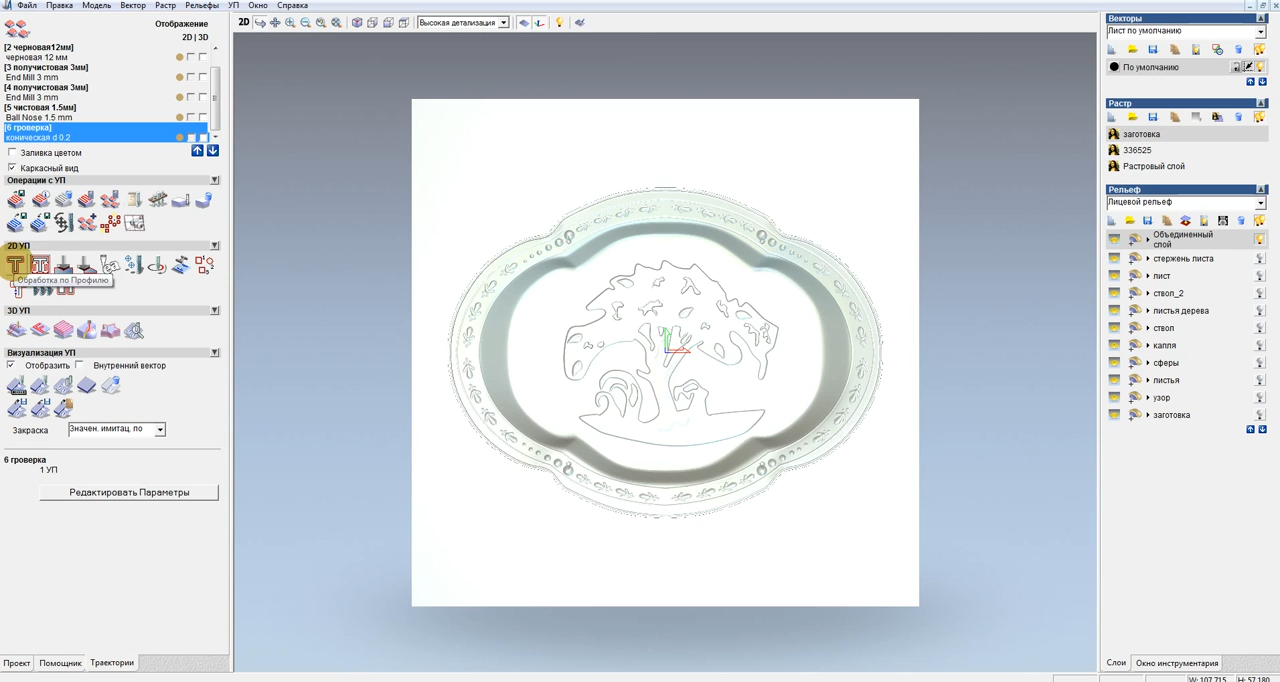 Файл Правка Модель Вектор Растр Рельефы УП Окно Справка
Отображение
2D | 3D
[2 черновая12мм]
черновая 12 мм
[3 получистовая 3мм]
End Mill 3 mm
[4 получистовая 3мм]
End Mill 3 mm
[5 чистовая 1.5мм]
Ball Nose 1.5 mm
[6 гроверка]
коническая d 0.2
Заливка цветом
Каркасный вид
Операции с УП
2D УП
Обработка по Профилю
3D УП
Визуализация УП
Отобразить Внутренний вектор
Закраска Значен. имитац. по
6 гроверка
1 УП
Редактировать Параметры
Проект Помощник Траектории
2D Высокая детализация
Векторы
Лист по умолчанию
По умолчанию
Растр
заготовка
336525
Растровый слой
Рельеф
Лицевой рельеф
Объединенный
слой
стержень листа
лист
ствол_2
листья дерева
ствол
капля
сферы
листья
узор
заготовка
Слои Окно инструментария
W: 107.715 H: 57.180